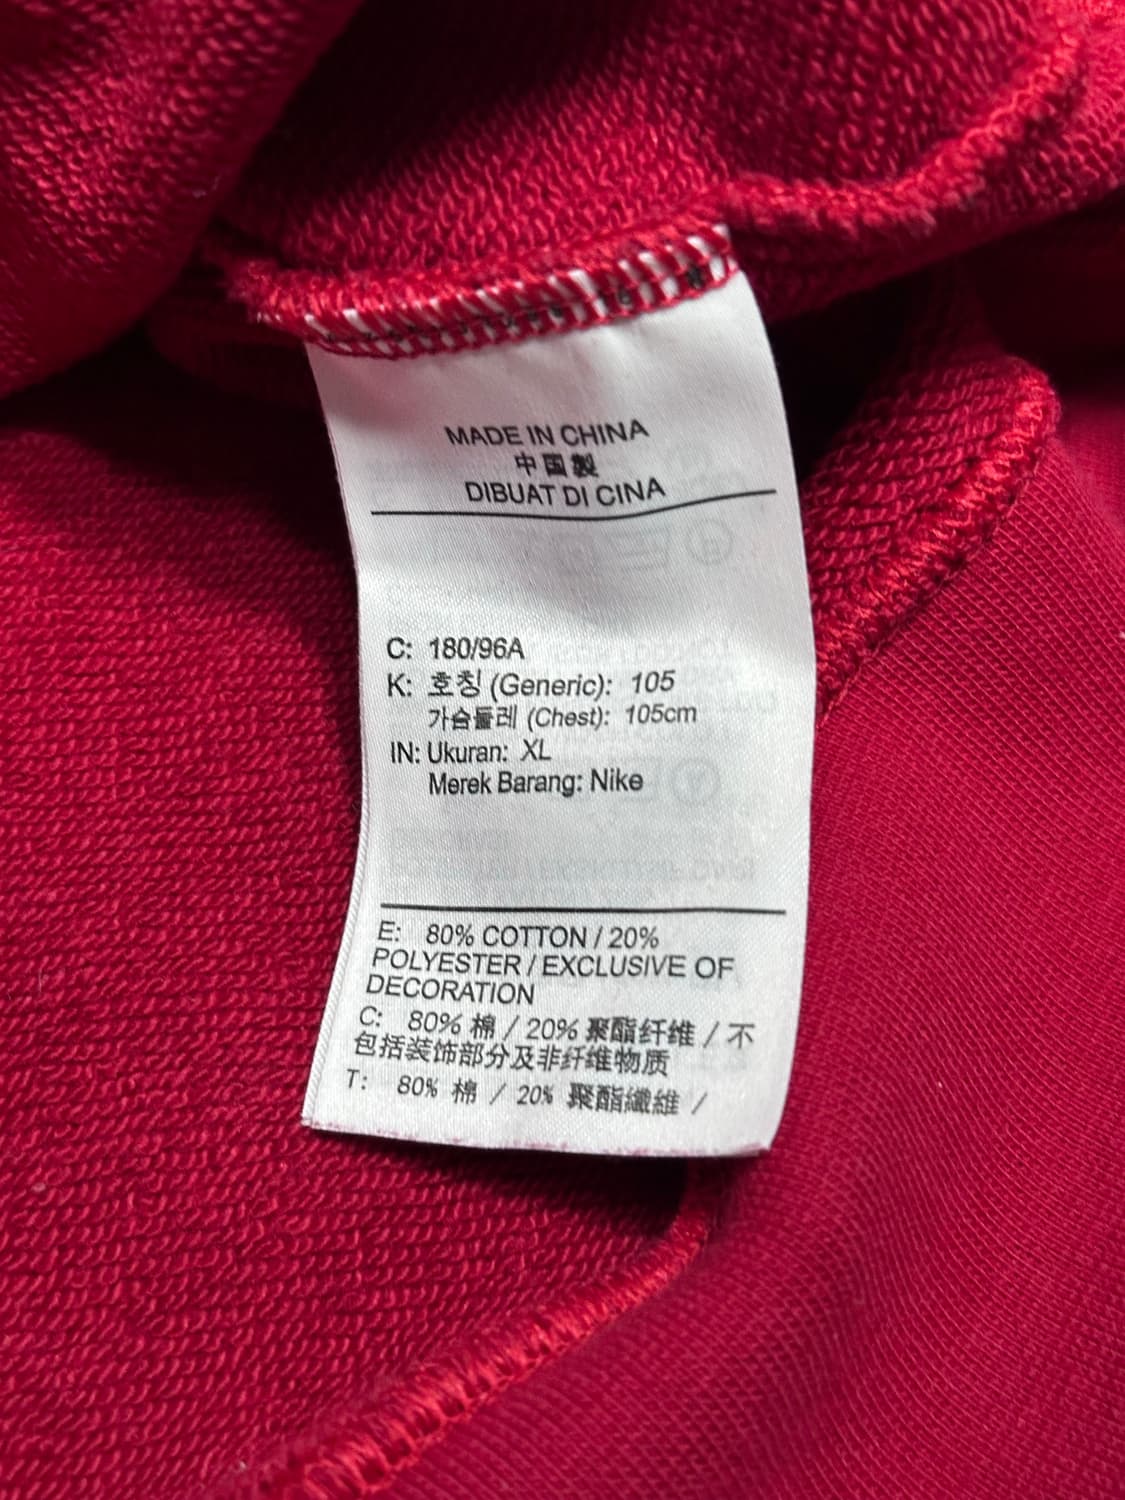 MADE IN CHINA
中国製
DIBUAT DI CINA
C: 180/96A
K: 호칭 (Generic): 105
가슴둘레 (Chest): 105cm
IN: Ukuran: XL
Merek Barang: Nike
E: 80% COTTON / 20%
POLYESTER / EXCLUSIVE OF
DECORATION
C: 80% 棉 / 20% 聚酯纤维 / 不
包括装饰部分及非纤维物质
T: 80% 棉 / 20% 聚酯纖維 /